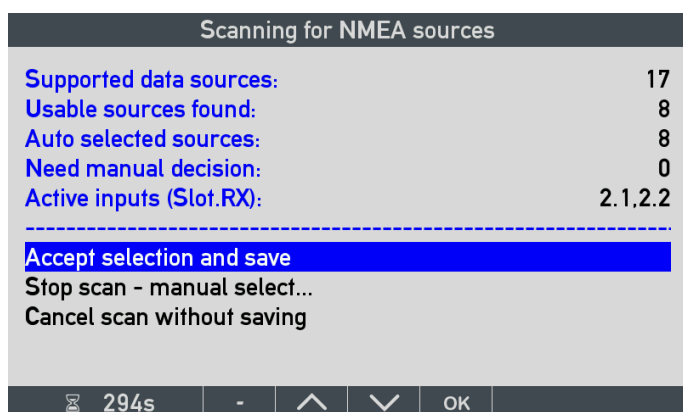 Scanning for NMEA sources
Supported data sources: 17
Usable sources found: 8
Auto selected sources: 8
Need manual decision: 0
Active inputs (Slot.RX): 2.1,2.2
Accept selection and save
Stop scan - manual select...
Cancel scan without saving
294s - OK